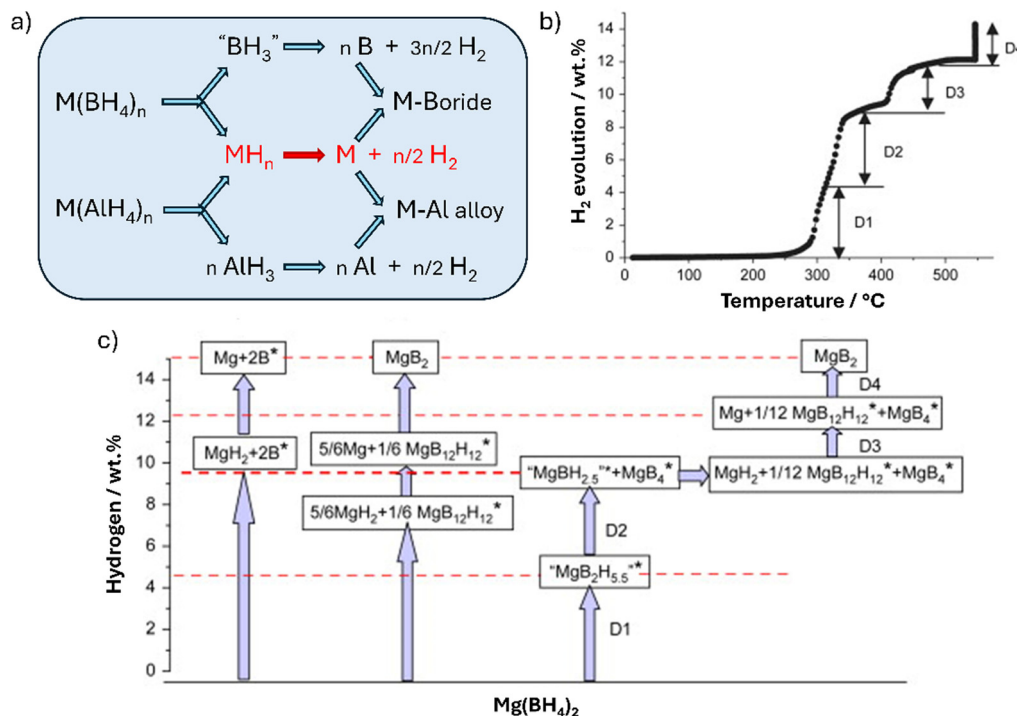 a)
"BH₃" n B + 3n/2 H₂
M(BH₄)n
M-Boride
MHn M + n/2 H₂
M(AlH₄)n
M-Al alloy
n AlH₃ n Al + n/2 H₂
b)
H₂ evolution / wt.%
14
12
10
8
6
4
2
0
D1
D2
D3
0 100 200 300 400 500
Temperature / °C
c)
Hydrogen / wt.%
14
12
10
8
6
4
2
0
Mg+2B*
MgB₂
MgB₂
D4
Mg+1/12 MgB₁₂H₁₂*+MgB₄*
D3
MgH₂+2B*
5/6Mg+1/6 MgB₁₂H₁₂*
"MgBH₂.₅"*+MgB₄*
MgH₂+1/12 MgB₁₂H₁₂*+MgB₄*
5/6MgH₂+1/6 MgB₁₂H₁₂*
D2
"MgB₂H₅.₅"*
D1
Mg(BH₄)₂